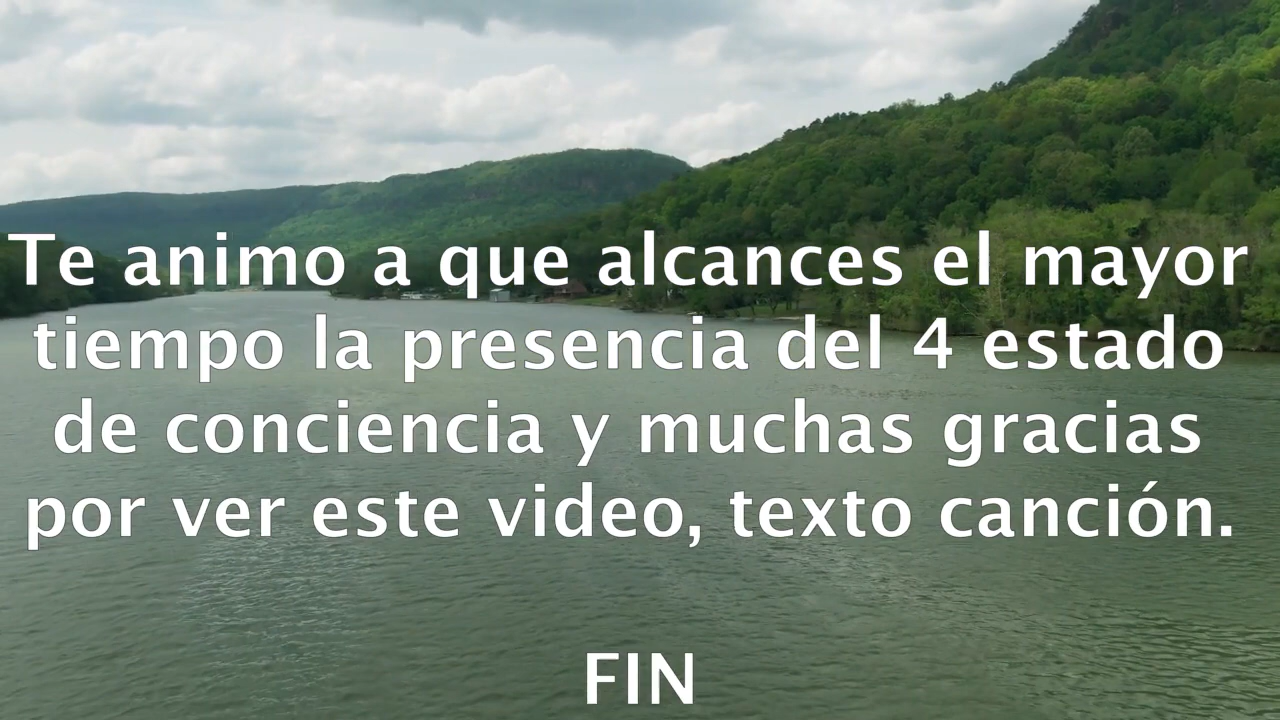 Te animo a que alcances el mayor
tiempo la presencia del 4 estado
de conciencia y muchas gracias
por ver este video, texto canción.
FIN